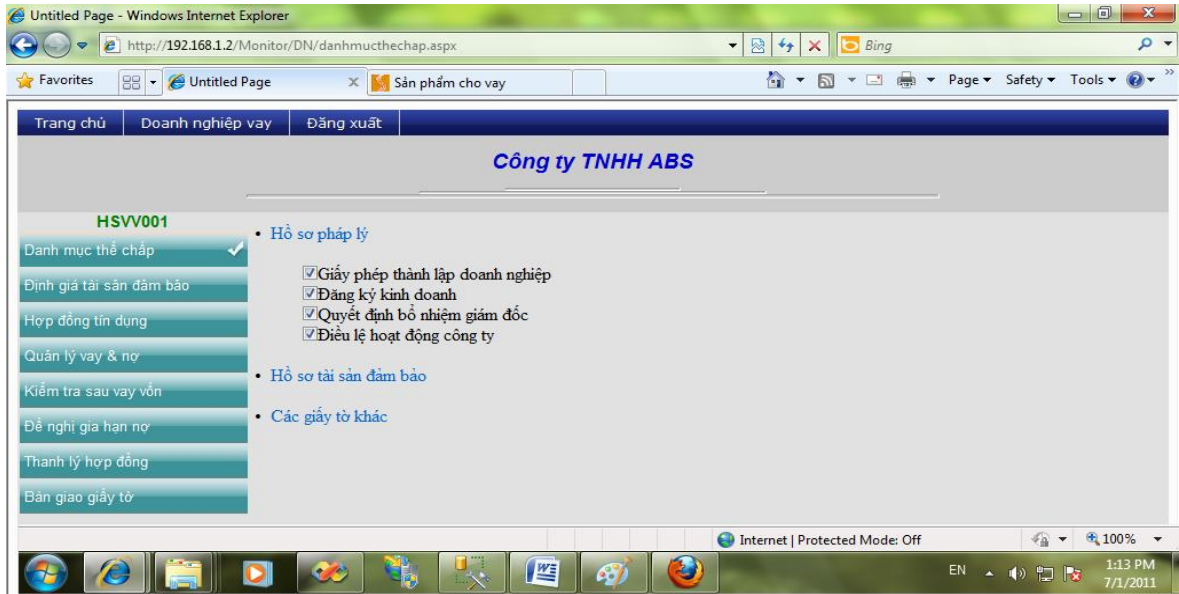 Untitled Page - Windows Internet Explorer
http://192.168.1.2/Monitor/DN/danhmucthechap.aspx
Bing
Favorites Untitled Page Sản phẩm cho vay Page Safety Tools
Trang chủ Doanh nghiệp vay Đăng xuất
Công ty TNHH ABS
HSVV001
Danh mục thế chấp
Định giá tài sản đảm bảo
Hợp đồng tín dụng
Quản lý vay & nợ
Kiểm tra sau vay vốn
Đề nghị gia hạn nợ
Thanh lý hợp đồng
Bàn giao giấy tờ
Hồ sơ pháp lý
Giấy phép thành lập doanh nghiệp
Đăng ký kinh doanh
Quyết định bổ nhiệm giám đốc
Điều lệ hoạt động công ty
Hồ sơ tài sản đảm bảo
Các giấy tờ khác
Internet | Protected Mode: Off 100%
EN 1:13 PM
7/1/2011